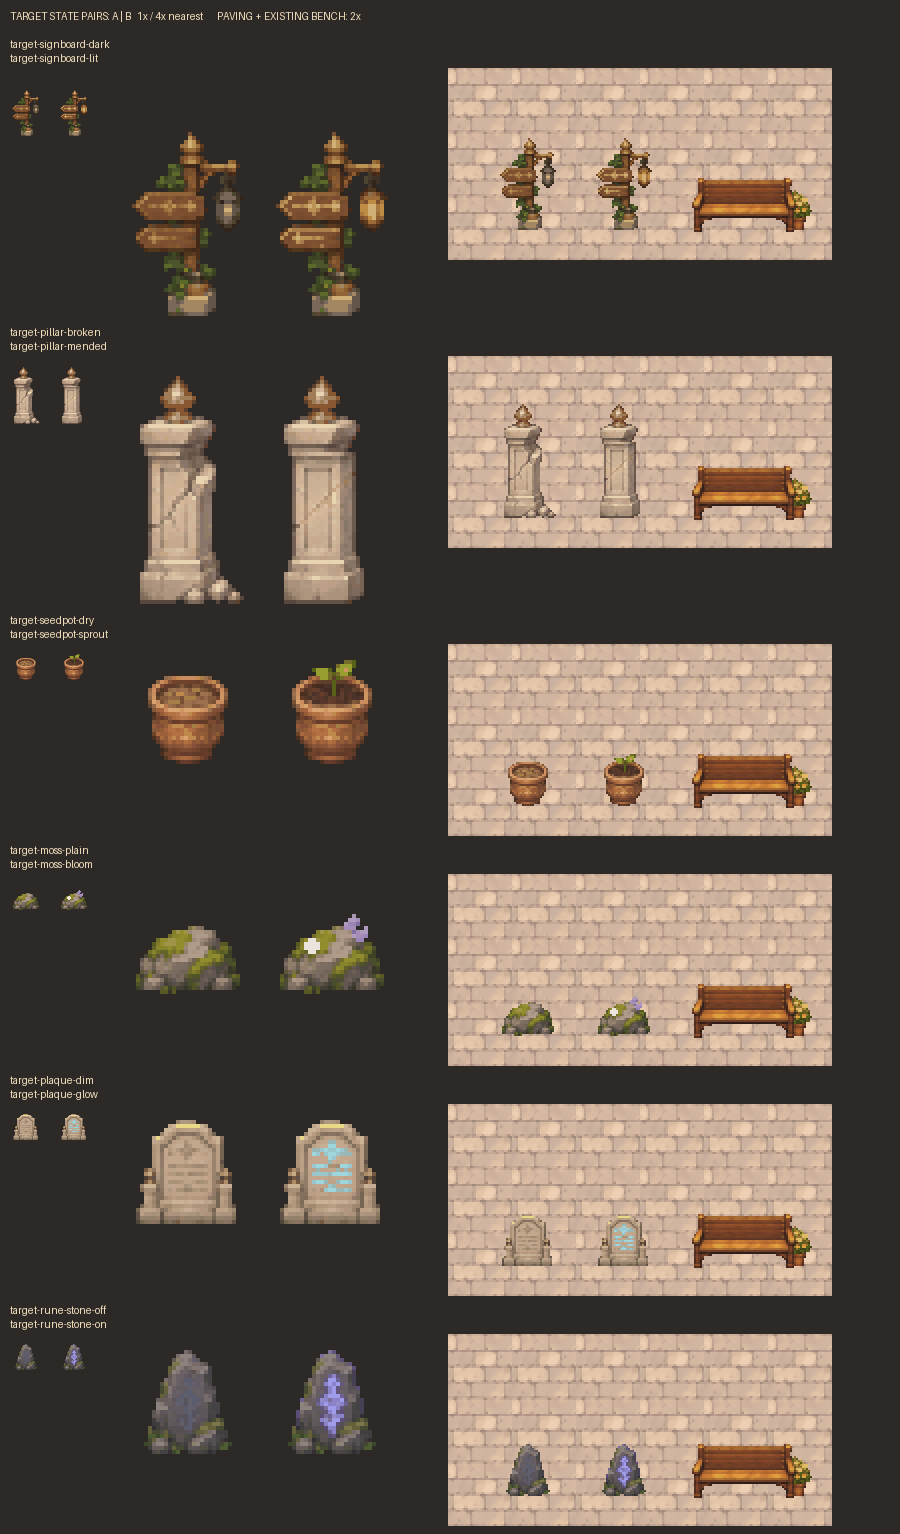 TARGET STATE PAIRS: A | B 1x / 4x nearest PAVING + EXISTING BENCH: 2x
target-signboard-dark
target-signboard-lit
target-pillar-broken
target-pillar-mended
target-seedpot-dry
target-seedpot-sprout
target-moss-plain
target-moss-bloom
target-plaque-dim
target-plaque-glow
target-rune-stone-off
target-rune-stone-on